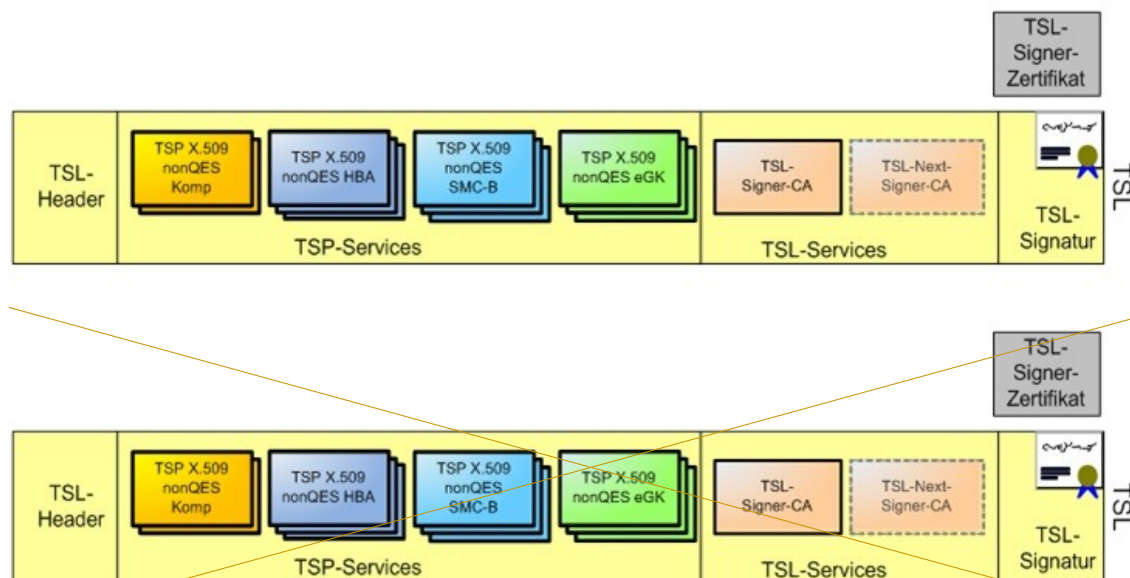 TSL-
Signer-
Zertifikat
TSL-
Header
TSP X.509
nonQES
Komp
TSP X.509
nonQES HBA
TSP X.509
nonQES
SMC-B
TSP X.509
nonQES eGK
TSP-Services
TSL-
Signer-CA
TSL-Next-
Signer-CA
TSL-Services
TSL-
Signatur
TSL
TSL-
Signer-
Zertifikat
TSL-
Header
TSP X.509
nonQES
Komp
TSP X.509
nonQES HBA
TSP X.509
nonQES
SMC-B
TSP X.509
nonQES eGK
TSP-Services
TSL-
Signer-CA
TSL-Next-
Signer-CA
TSL-Services
TSL-
Signatur
TSL